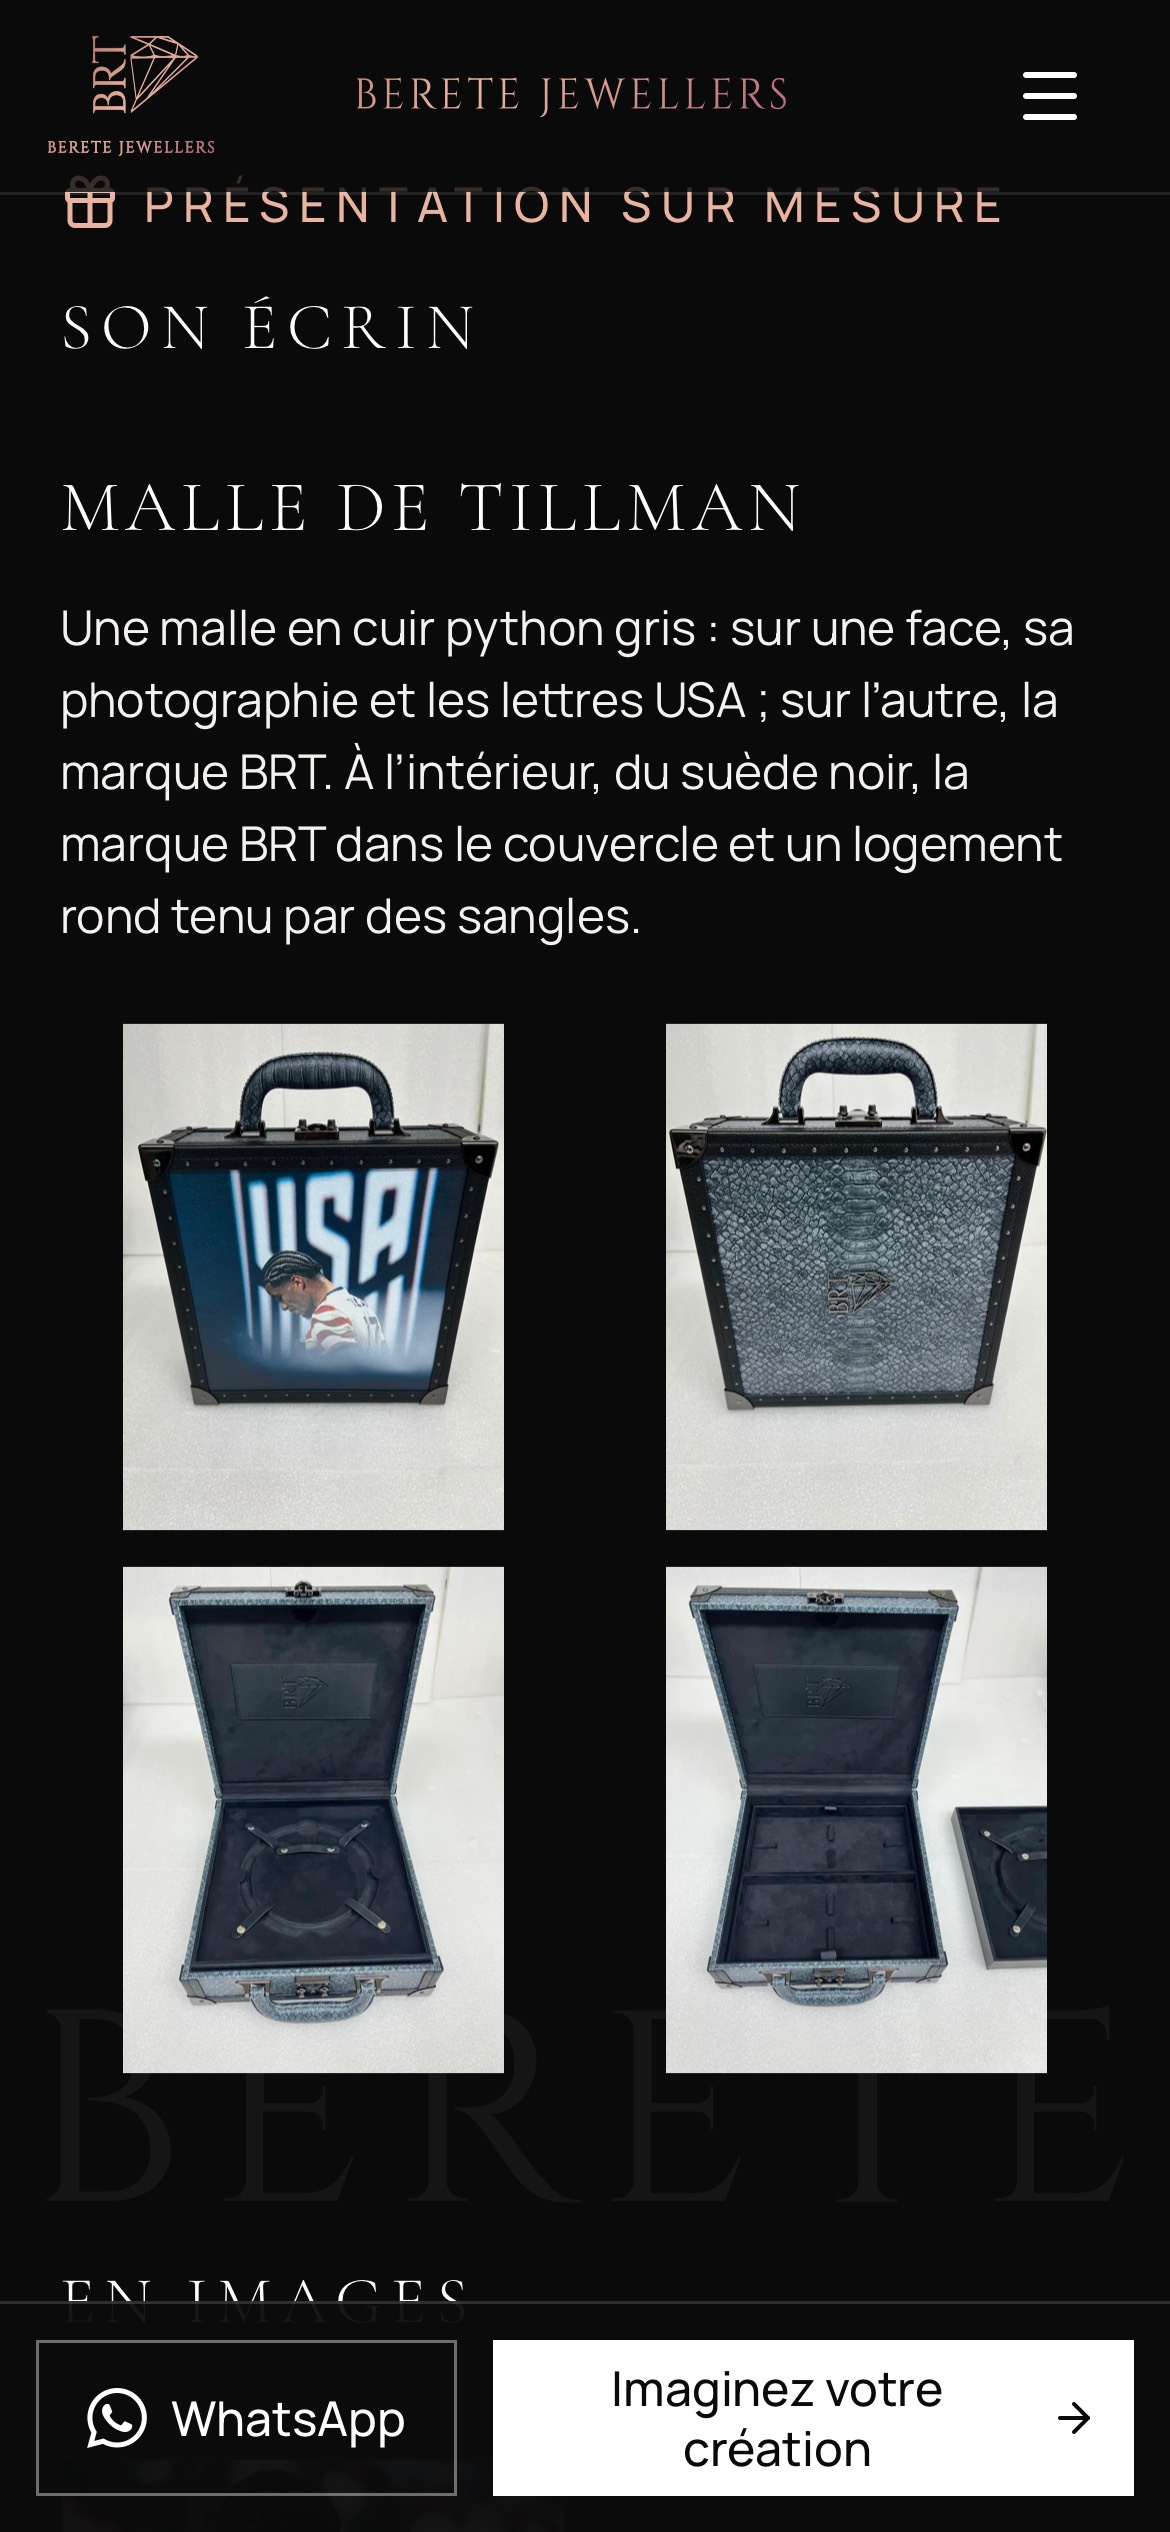 BRT
BERETE JEWELLERS
BERETE JEWELLERS
PRÉSENTATION SUR MESURE
SON ÉCRIN
MALLE DE TILLMAN
Une malle en cuir python gris : sur une face, sa
photographie et les lettres USA ; sur l’autre, la
marque BRT. À l’intérieur, du suède noir, la
marque BRT dans le couvercle et un logement
rond tenu par des sangles.
USA
BRT
BRT
BRT
BERETE
EN IMAGES
WhatsApp
Imaginez votre
création